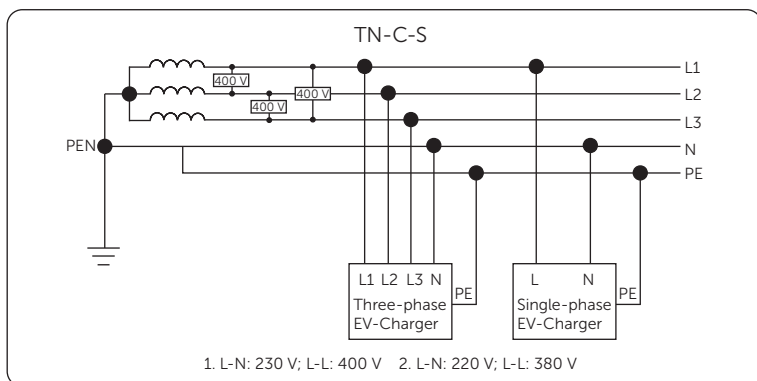 TN-C-S
L1
400 V
400 V
L2
400 V
L3
PEN
N
PE
L1 L2 L3 N
PE
Three-phase
EV-Charger
L N
PE
Single-phase
EV-Charger
1. L-N: 230 V; L-L: 400 V 2. L-N: 220 V; L-L: 380 V